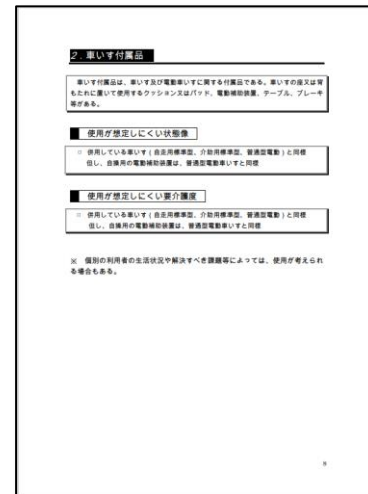 ２．車いす付属品
車いす付属品は、車いす及び電動車いすに関する付属品である。車いすの座又は背
もたれに置いて使用するクッション又はパッド、電動補助装置、テーブル、ブレーキ
等がある。
使用が想定しにくい状態像
□ 併用している車いす（自走用標準型、介助用標準型、普通型電動）と同様
但し、自操用の電動補助装置は、普通型電動車いすと同様
使用が想定しにくい要介護度
□ 併用している車いす（自走用標準型、介助用標準型、普通型電動）と同様
但し、自操用の電動補助装置は、普通型電動車いすと同様
※ 個別の利用者の生活状況や解決すべき課題等によっては、使用が考えられ
る場合もある。